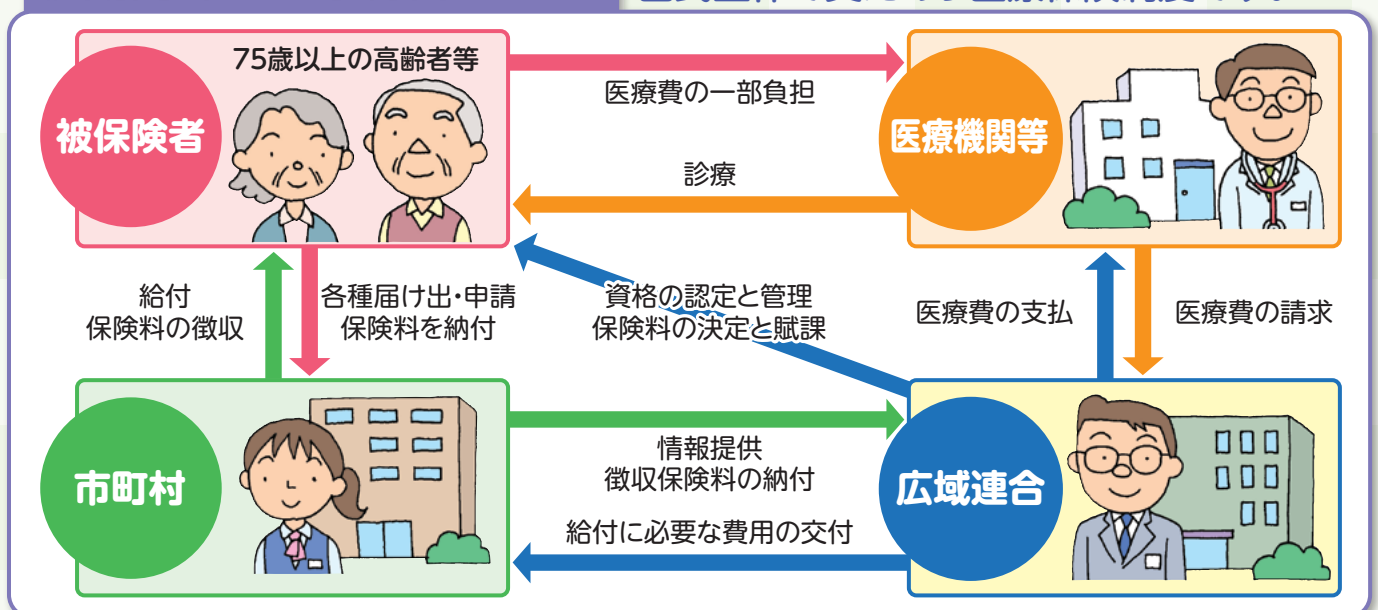 75歳以上の高齢者等
被保険者
医療費の一部負担
診療
医療機関等
給付
保険料の徴収
各種届け出・申請
保険料を納付
資格の認定と管理
保険料の決定と賦課
医療費の支払
医療費の請求
市町村
情報提供
徴収保険料の納付
給付に必要な費用の交付
広域連合